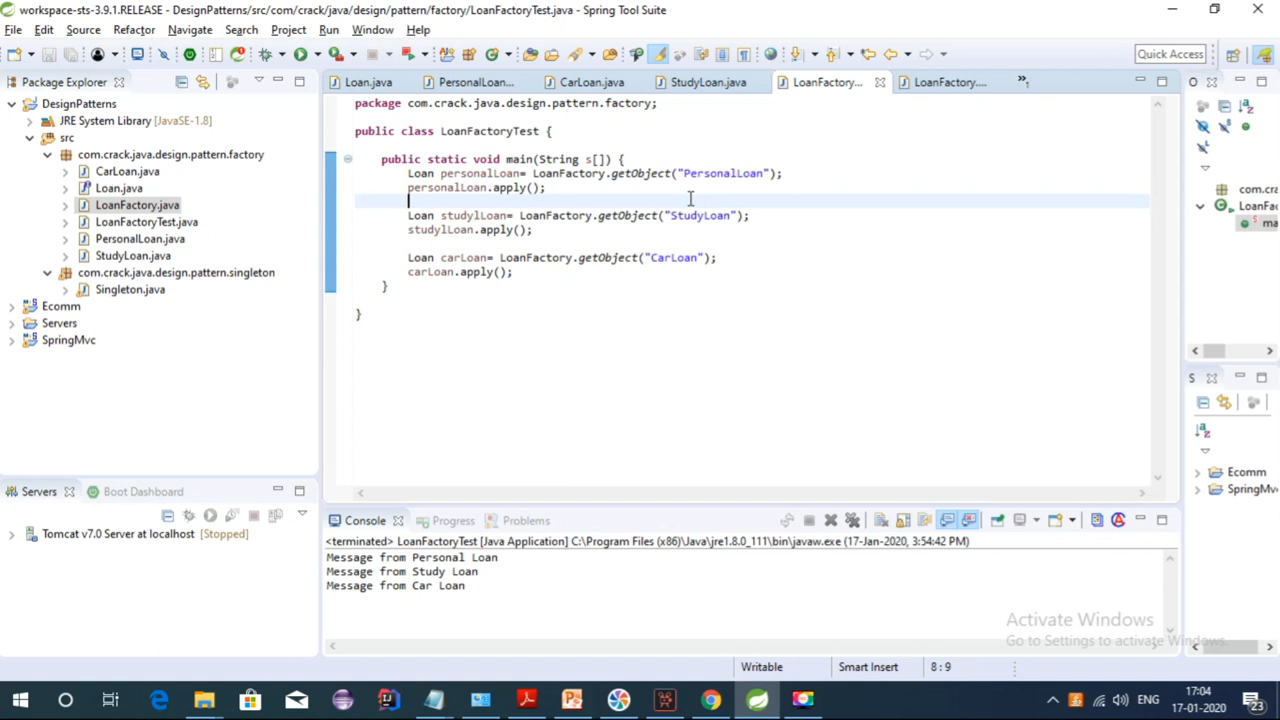 workspace-sts-3.9.1.RELEASE - DesignPatterns/src/com/crack/java/design/pattern/factory/LoanFactoryTest.java - Spring Tool Suite
File Edit Source Refactor Navigate Search Project Run Window Help
Quick Access
Package Explorer
DesignPatterns
JRE System Library [JavaSE-1.8]
src
com.crack.java.design.pattern.factory
CarLoan.java
Loan.java
LoanFactory.java
LoanFactoryTest.java
PersonalLoan.java
StudyLoan.java
com.crack.java.design.pattern.singleton
Singleton.java
Ecomm
Servers
SpringMvc
Loan.java PersonalLoan... CarLoan.java StudyLoan.java LoanFactory... LoanFactory.... »1
package com.crack.java.design.pattern.factory;
public class LoanFactoryTest {
public static void main(String s[]) {
Loan personalLoan= LoanFactory.getObject("PersonalLoan");
personalLoan.apply();
Loan studylLoan= LoanFactory.getObject("StudyLoan");
studylLoan.apply();
Loan carLoan= LoanFactory.getObject("CarLoan");
carLoan.apply();
}
}
O
com.cra
LoanFa
ma
S
Ecomm
SpringMv
Servers Boot Dashboard
Tomcat v7.0 Server at localhost [Stopped]
Console Progress Problems
<terminated> LoanFactoryTest [Java Application] C:\Program Files (x86)\Java\jre1.8.0_111\bin\javaw.exe (17-Jan-2020, 3:54:42 PM)
Message from Personal Loan
Message from Study Loan
Message from Car Loan
Activate Windows
Go to Settings to activate Windows.
Writable Smart Insert 8:9
ENG 17:04
17-01-2020 23